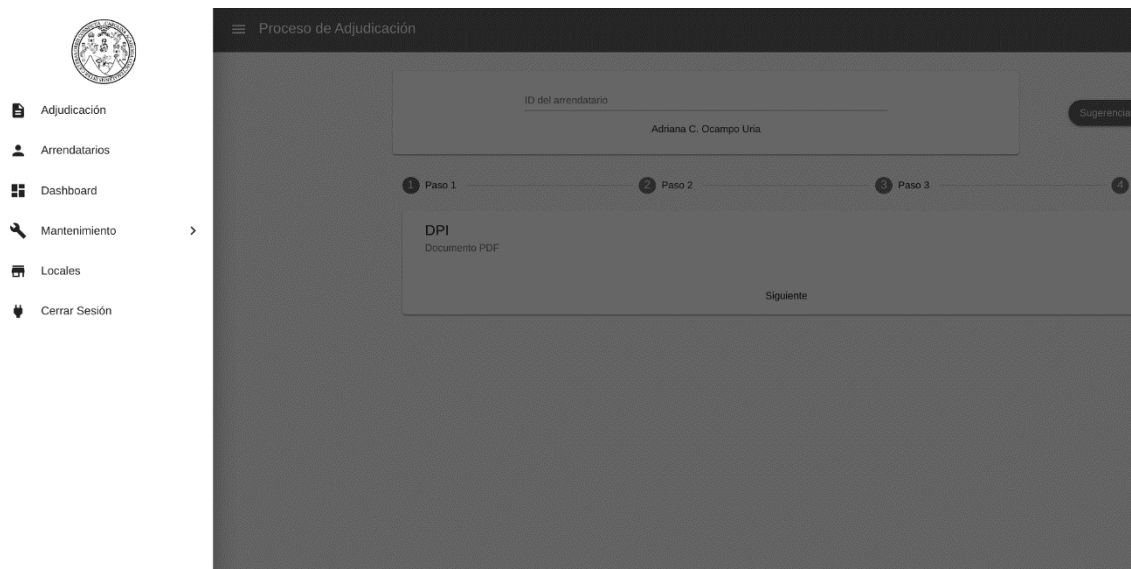 Adjudicación
Arrendatarios
Dashboard
Mantenimiento
Locales
Cerrar Sesión
Proceso de Adjudicación
ID del arrendatario
Adriana C. Ocampo Uria
Sugerencia
1 Paso 1
2 Paso 2
3 Paso 3
4
DPI
Documento PDF
Siguiente